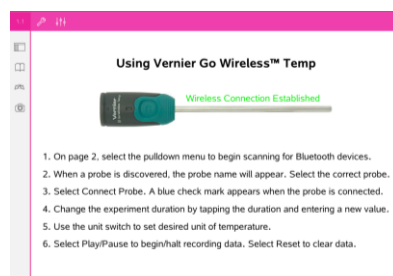 Using Vernier Go Wireless™ Temp
Wireless Connection Established
Vernier
1. On page 2, select the pulldown menu to begin scanning for Bluetooth devices.
2. When a probe is discovered, the probe name will appear. Select the correct probe.
3. Select Connect Probe. A blue check mark appears when the probe is connected.
4. Change the experiment duration by tapping the duration and entering a new value.
5. Use the unit switch to set desired unit of temperature.
6. Select Play/Pause to begin/halt recording data. Select Reset to clear data.